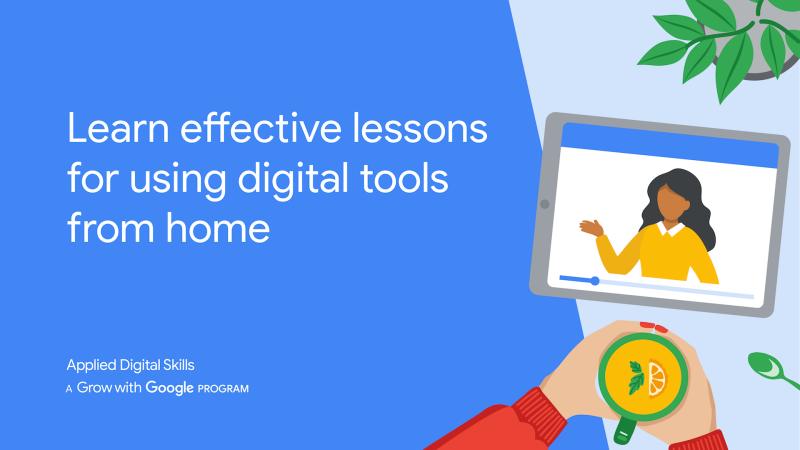 Learn effective lessons
for using digital tools
from home
Applied Digital Skills
A Grow with Google PROGRAM